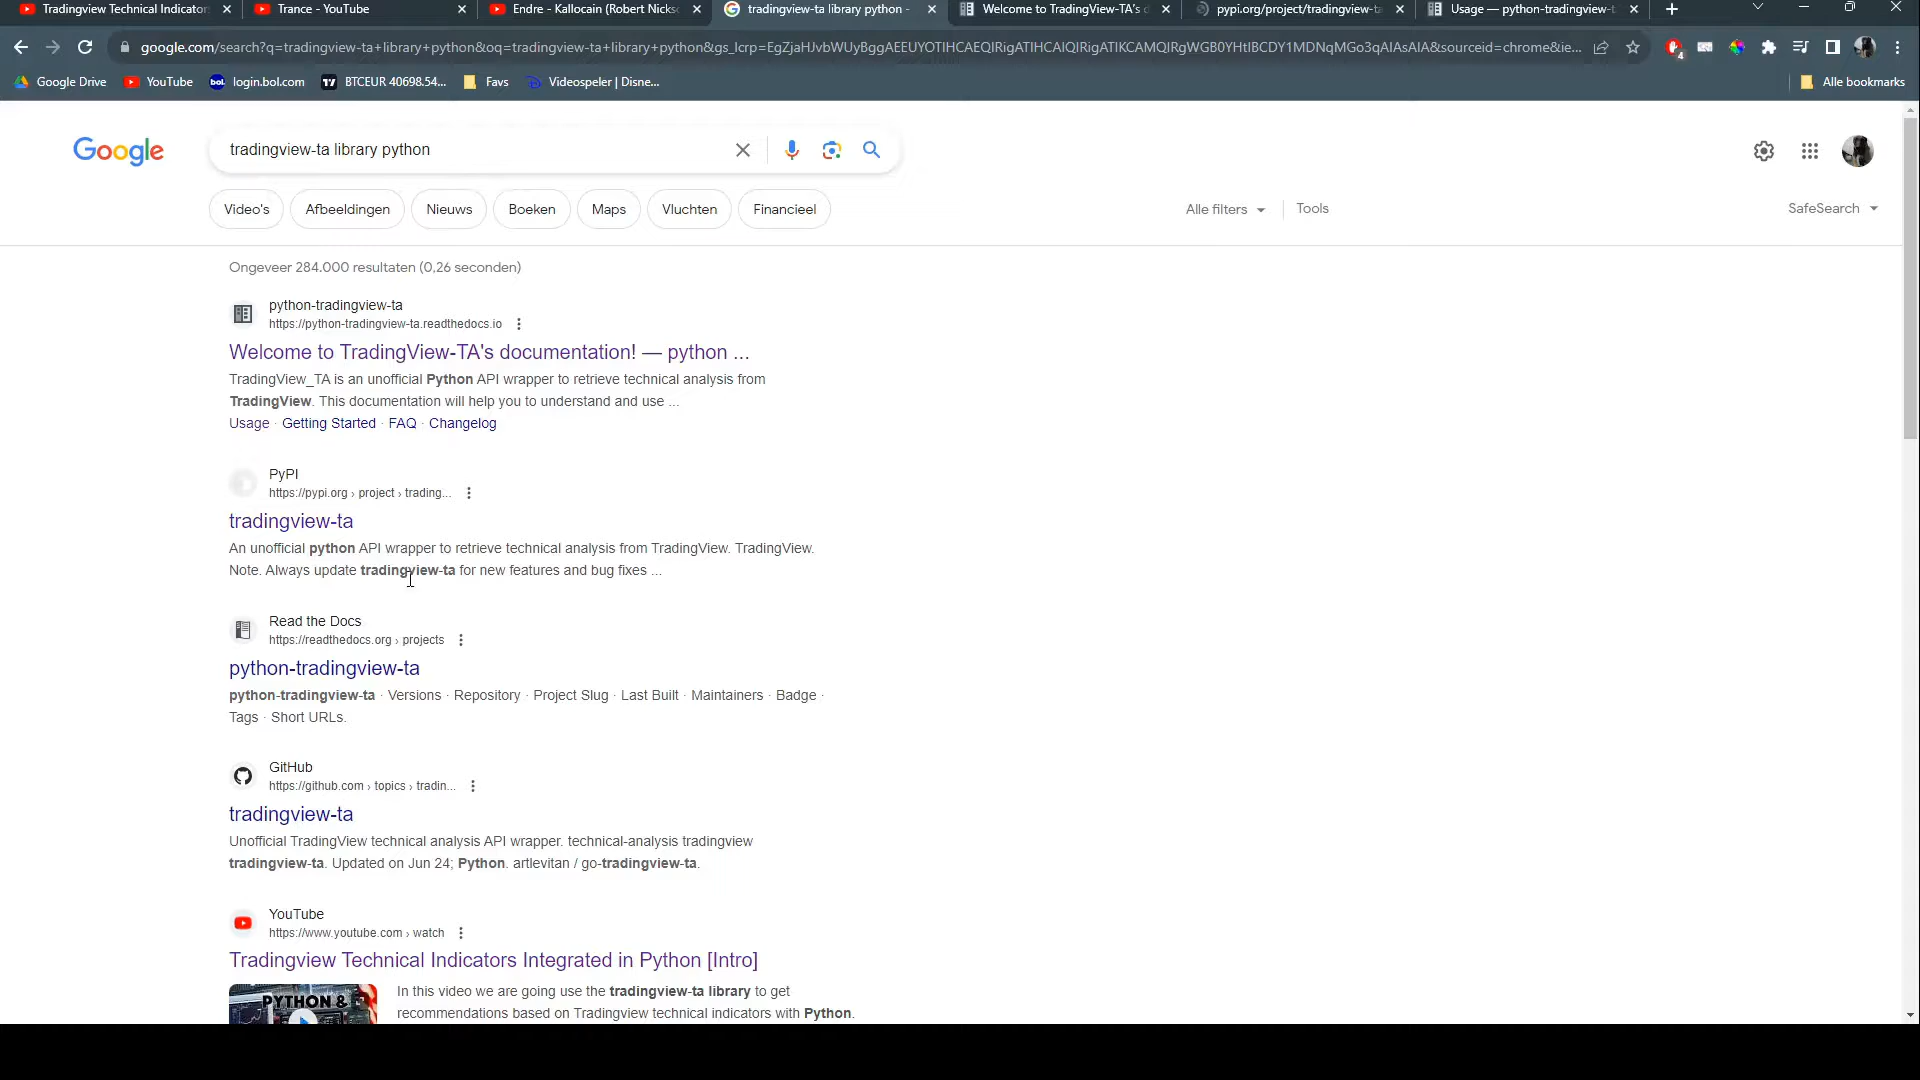 Tradingview Technical Indicator
Trance - YouTube
Endre - Kallocain (Robert Nicks
tradingview-ta library python -
Welcome to TradingView-TA's d
pypi.org/project/tradingview-ta
Usage — python-tradingview-t
google.com/search?q=tradingview-ta+library+python&oq=tradingview-ta+library+python&gs_lcrp=EgZjaHJvbWUyBggAEEUYOTIHCAEQIRigATIHCAIQIRigATIKCAMQIRgWGB0YHtIBCDY1MDNqMGo3qAIAsAIA&sourceid=chrome&ie...
4
Google Drive
YouTube
bol.
login.bol.com
BTCEUR 40698.54...
Favs
Videospeler | Disne...
Alle bookmarks
Google
tradingview-ta library python
Video's
Afbeeldingen
Nieuws
Boeken
Maps
Vluchten
Financieel
Alle filters
Tools
SafeSearch
Ongeveer 284.000 resultaten (0,26 seconden)
python-tradingview-ta
https://python-tradingview-ta.readthedocs.io
Welcome to TradingView-TA's documentation! — python ...
TradingView_TA is an unofficial Python API wrapper to retrieve technical analysis from
TradingView. This documentation will help you to understand and use ...
Usage · Getting Started · FAQ · Changelog
PyPI
https://pypi.org › project › trading...
tradingview-ta
An unofficial python API wrapper to retrieve technical analysis from TradingView. TradingView.
Note. Always update tradingview-ta for new features and bug fixes ...
Read the Docs
https://readthedocs.org › projects
python-tradingview-ta
python-tradingview-ta · Versions · Repository · Project Slug · Last Built · Maintainers · Badge ·
Tags · Short URLs.
GitHub
https://github.com › topics › tradin...
tradingview-ta
Unofficial TradingView technical analysis API wrapper. technical-analysis tradingview
tradingview-ta. Updated on Jun 24; Python. artlevitan / go-tradingview-ta.
YouTube
https://www.youtube.com › watch
Tradingview Technical Indicators Integrated in Python [Intro]
PYTHON &
In this video we are going use the tradingview-ta library to get
recommendations based on Tradingview technical indicators with Python.